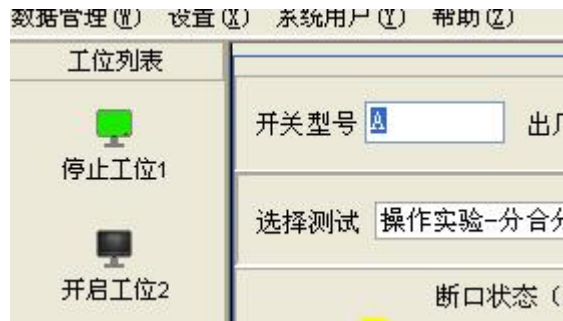 数据管理(W) 设置(X) 系统用户(Y) 帮助(Z)
工位列表
开关型号 A 出
停止工位1
选择测试 操作实验-分合
开启工位2
断口状态（